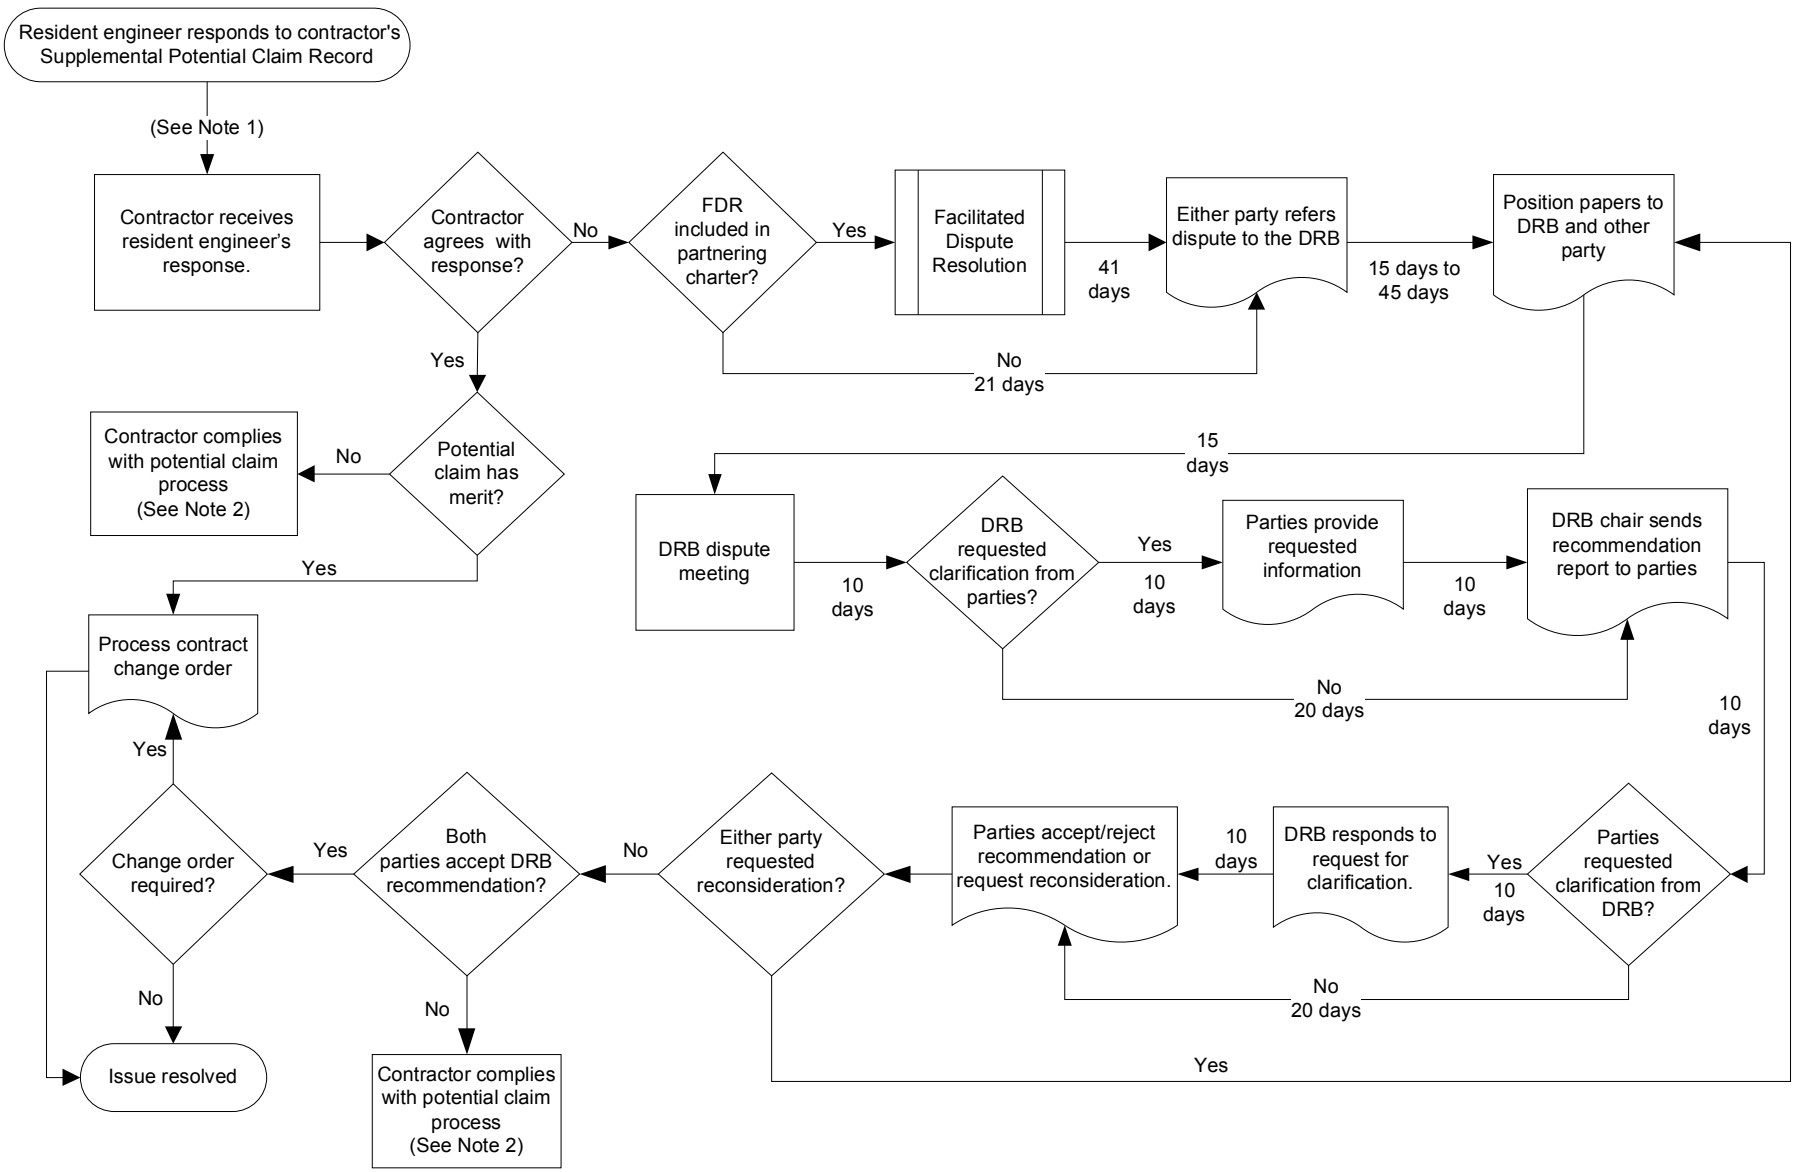 Resident engineer responds to contractor's
Supplemental Potential Claim Record
(See Note 1)
Contractor receives
resident engineer’s
response.
Contractor
agrees with
response?
No
FDR
included in
partnering
charter?
Yes
Facilitated
Dispute
Resolution
41
days
Either party refers
dispute to the DRB
15 days to
45 days
Position papers to
DRB and other
party
No
21 days
Yes
Contractor complies
with potential claim
process
(See Note 2)
No
Potential
claim has
merit?
Yes
15
days
DRB dispute
meeting
10
days
DRB
requested
clarification from
parties?
Yes
10
days
Parties provide
requested
information
10
days
DRB chair sends
recommendation
report to parties
No
20 days
10
days
Process contract
change order
Yes
Change order
required?
Yes
Both
parties accept DRB
recommendation?
No
Either party
requested
reconsideration?
Parties accept/reject
recommendation or
request reconsideration.
10
days
DRB responds to
request for
clarification.
Yes
10
days
Parties
requested
clarification from
DRB?
No
20 days
No
No
Yes
Issue resolved
Contractor complies
with potential claim
process
(See Note 2)